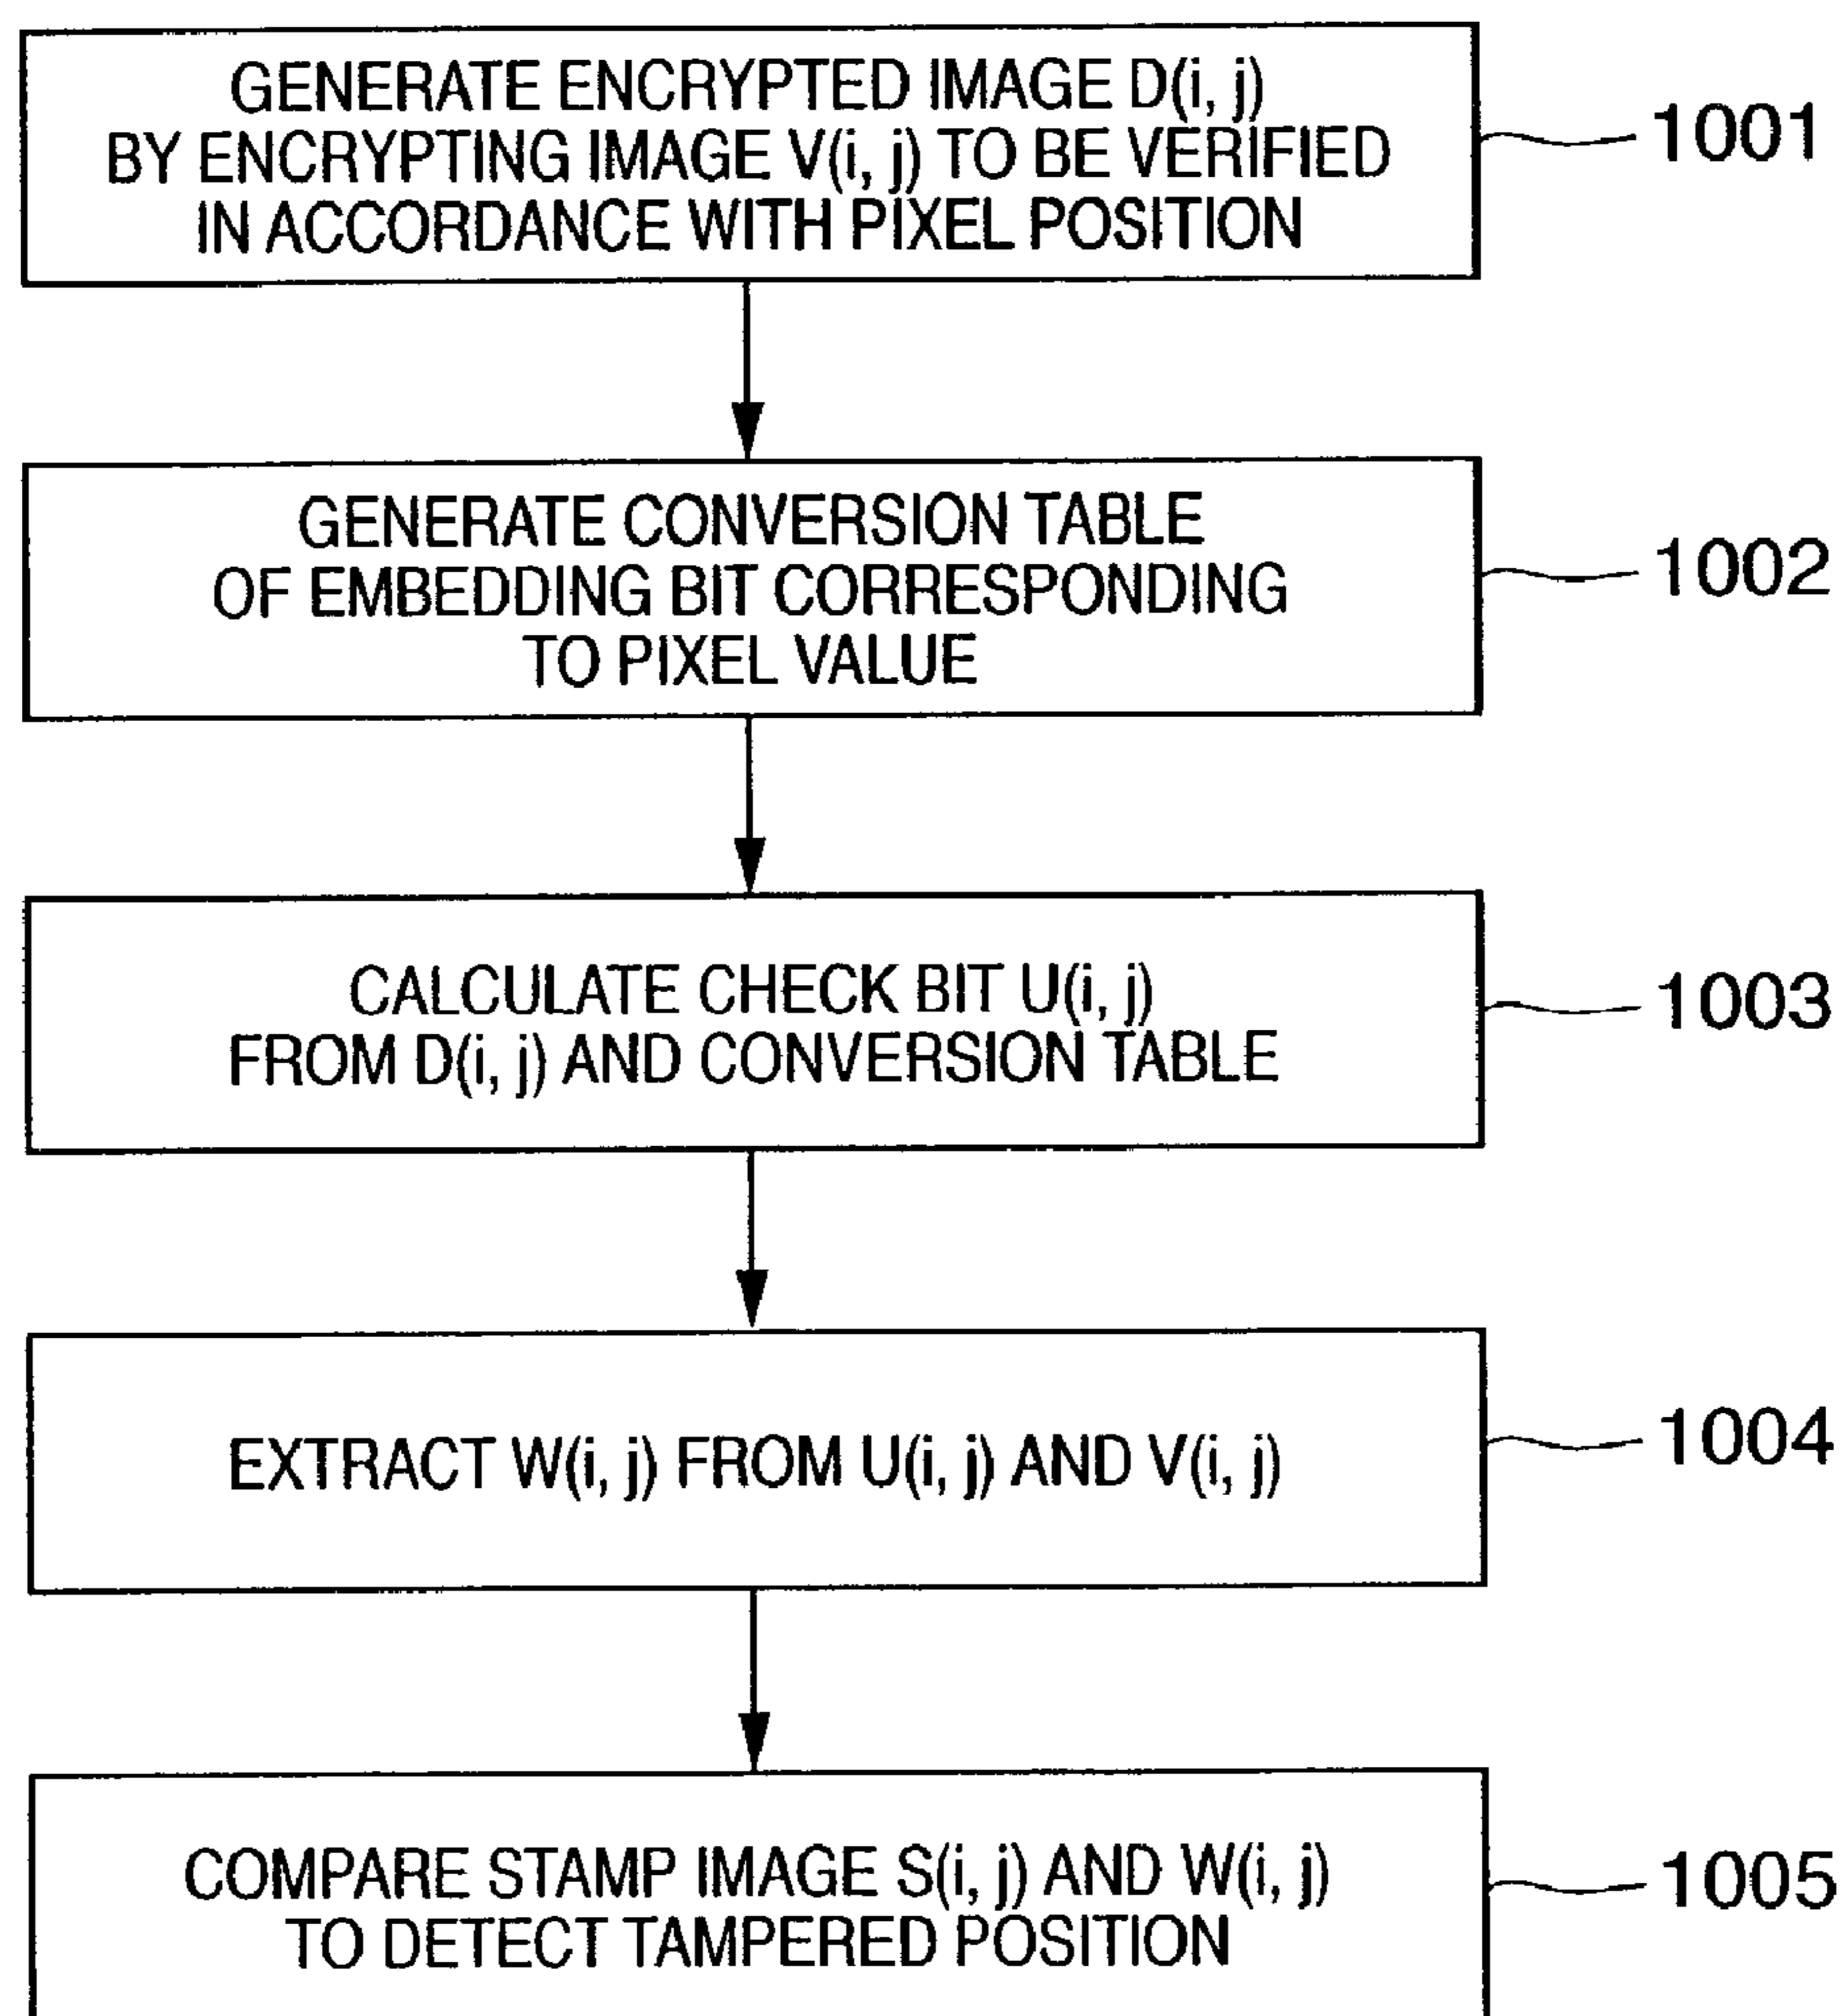 GENERATE ENCRYPTED IMAGE D(i, j)
BY ENCRYPTING IMAGE V(i, j) TO BE VERIFIED
IN ACCORDANCE WITH PIXEL POSITION
1001
GENERATE CONVERSION TABLE
OF EMBEDDING BIT CORRESPONDING
TO PIXEL VALUE
1002
CALCULATE CHECK BIT U(i, j)
FROM D(i, j) AND CONVERSION TABLE
1003
EXTRACT W(i, j) FROM U(i, j) AND V(i, j)
1004
COMPARE STAMP IMAGE S(i, j) AND W(i, j)
TO DETECT TAMPERED POSITION
1005